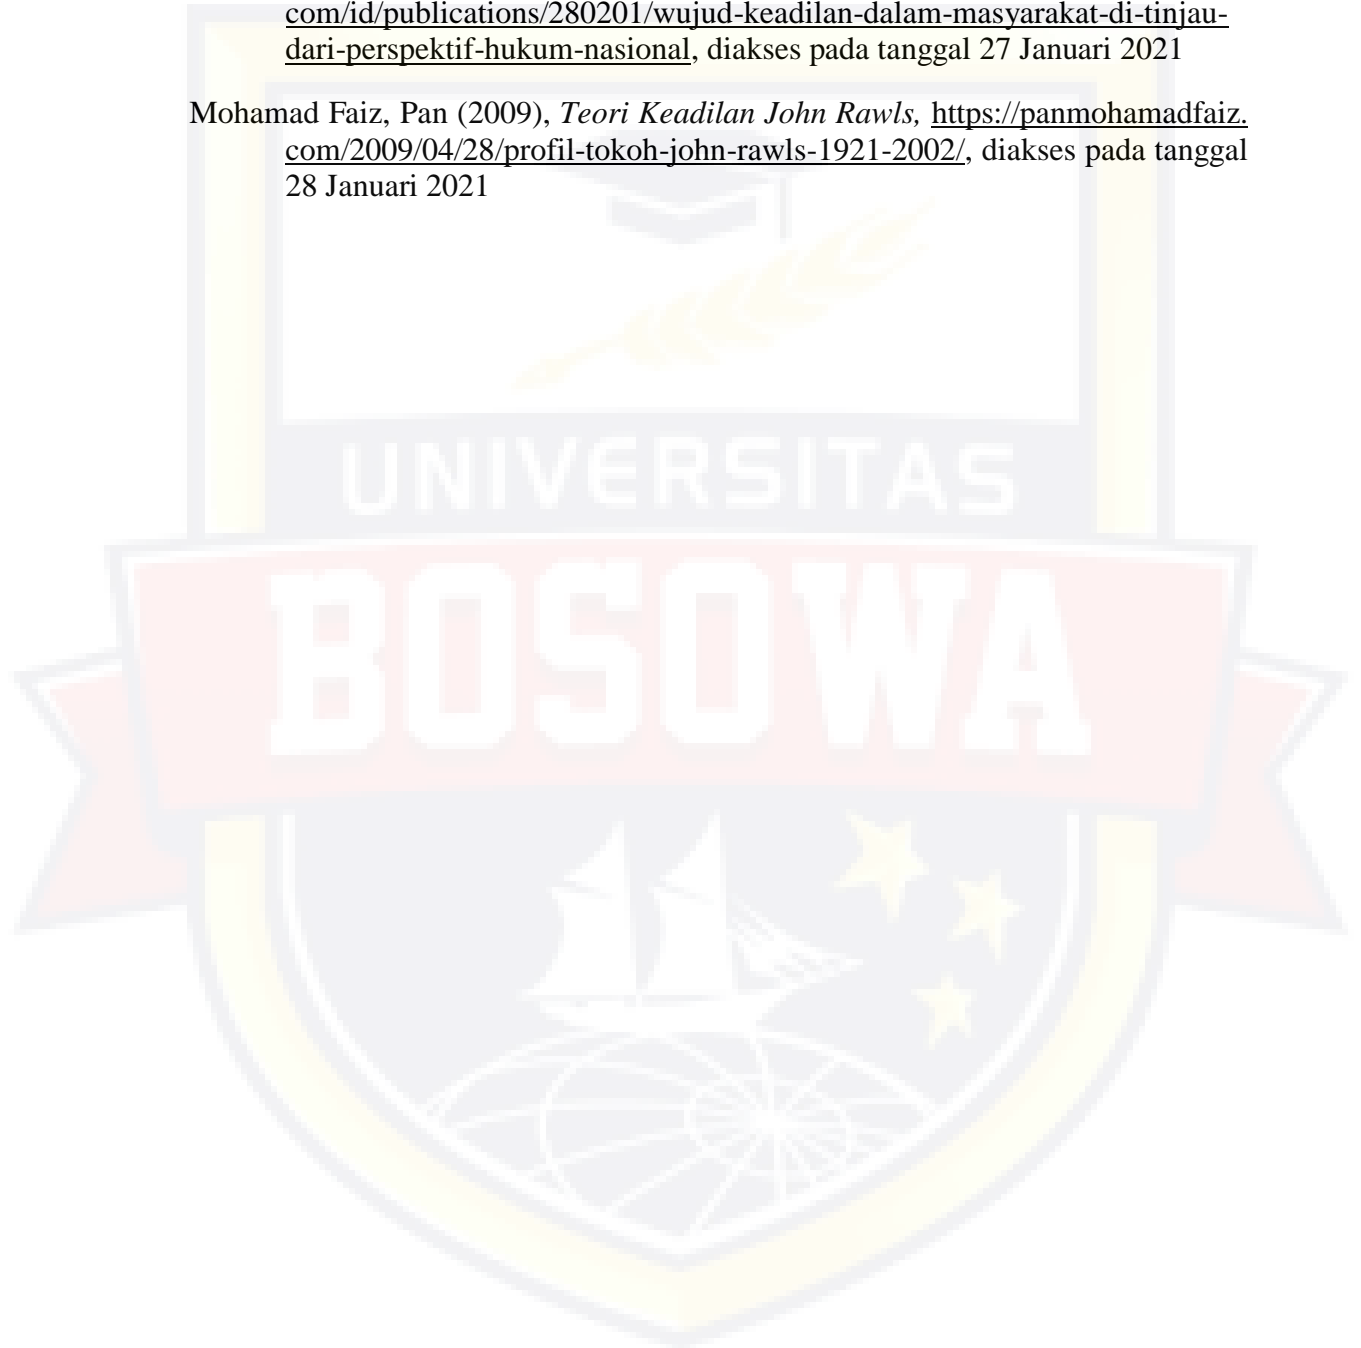 com/id/publications/280201/wujud-keadilan-dalam-masyarakat-di-tinjau-
dari-perspektif-hukum-nasional, diakses pada tanggal 27 Januari 2021
Mohamad Faiz, Pan (2009), Teori Keadilan John Rawls, https://panmohamadfaiz.
com/2009/04/28/profil-tokoh-john-rawls-1921-2002/, diakses pada tanggal
28 Januari 2021
UNIVERSITAS
BOSOWA